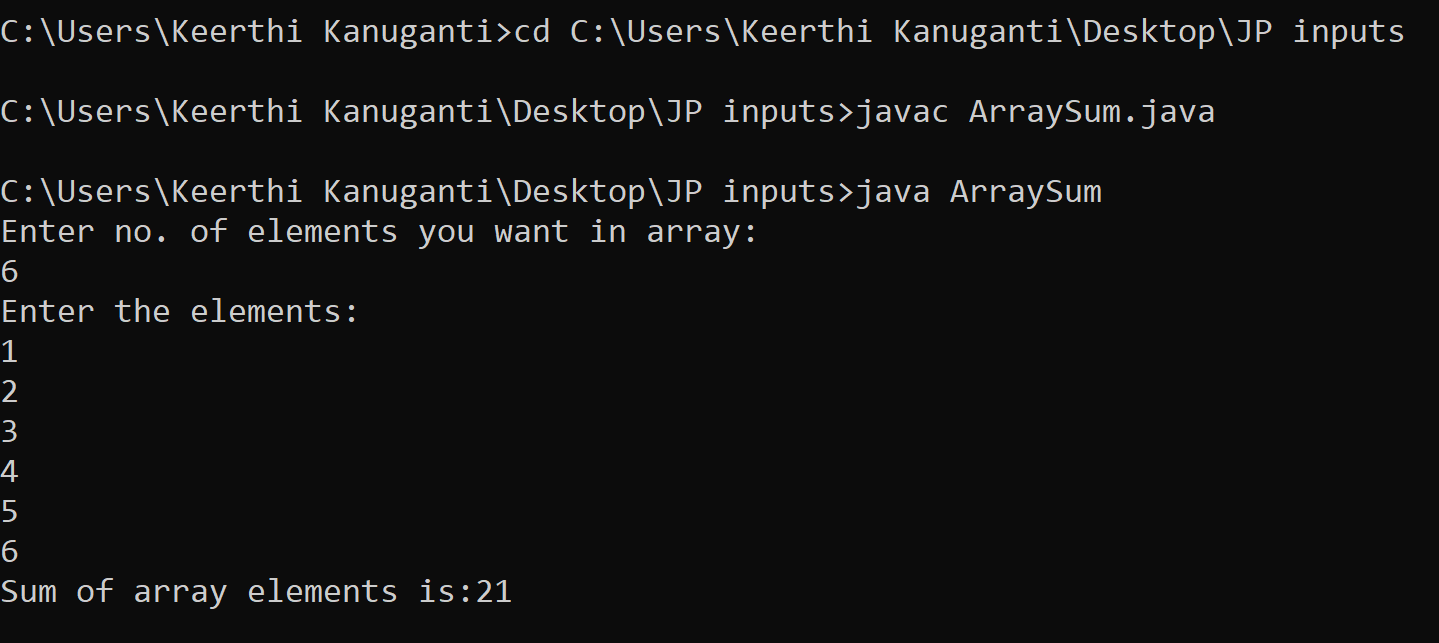 C:\Users\Keerthi Kanuganti>cd C:\Users\Keerthi Kanuganti\Desktop\JP inputs
C:\Users\Keerthi Kanuganti\Desktop\JP inputs>javac ArraySum.java
C:\Users\Keerthi Kanuganti\Desktop\JP inputs>java ArraySum
Enter no. of elements you want in array:
6
Enter the elements:
1
2
3
4
5
6
Sum of array elements is:21